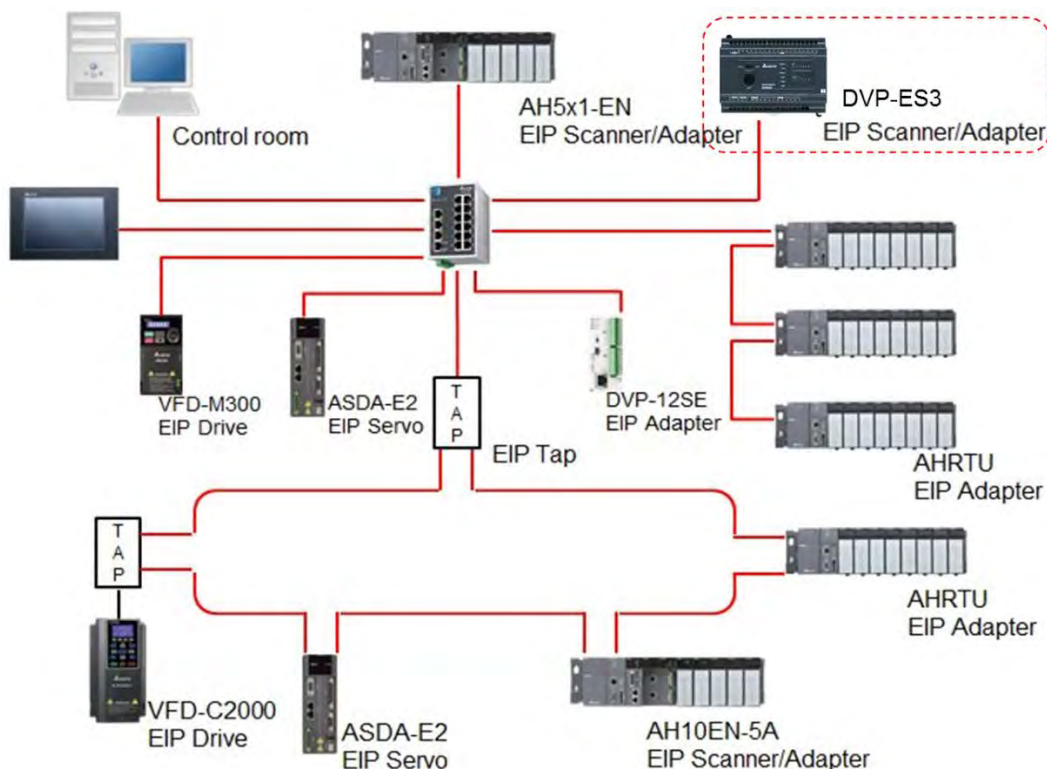 AH5x1-EN
EIP Scanner/Adapter
DVP-ES3
EIP Scanner/Adapter
Control room
VFD-M300
EIP Drive
ASDA-E2
EIP Servo
TAP
EIP Tap
DVP-12SE
EIP Adapter
AHRTU
EIP Adapter
TAP
VFD-C2000
EIP Drive
ASDA-E2
EIP Servo
AH10EN-5A
EIP Scanner/Adapter
AHRTU
EIP Adapter